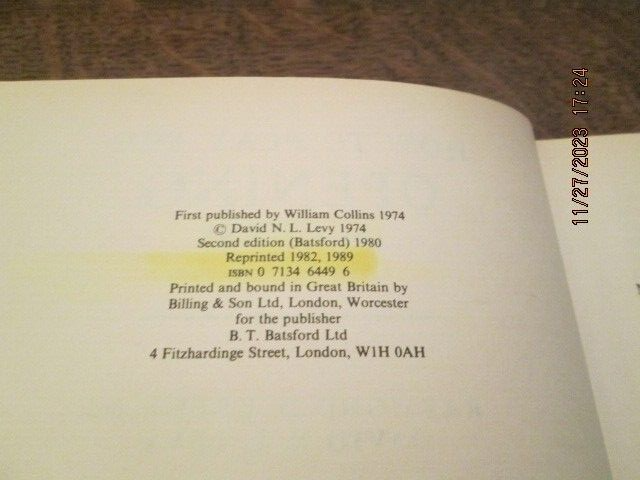 First published by William Collins 1974
© David N. L. Levy 1974
Second edition (Batsford) 1980
Reprinted 1982, 1989
ISBN 0 7134 6449 6
Printed and bound in Great Britain by
Billing & Son Ltd, London, Worcester
for the publisher
B. T. Batsford Ltd
4 Fitzhardinge Street, London, W1H 0AH
11/27/2023 17:24